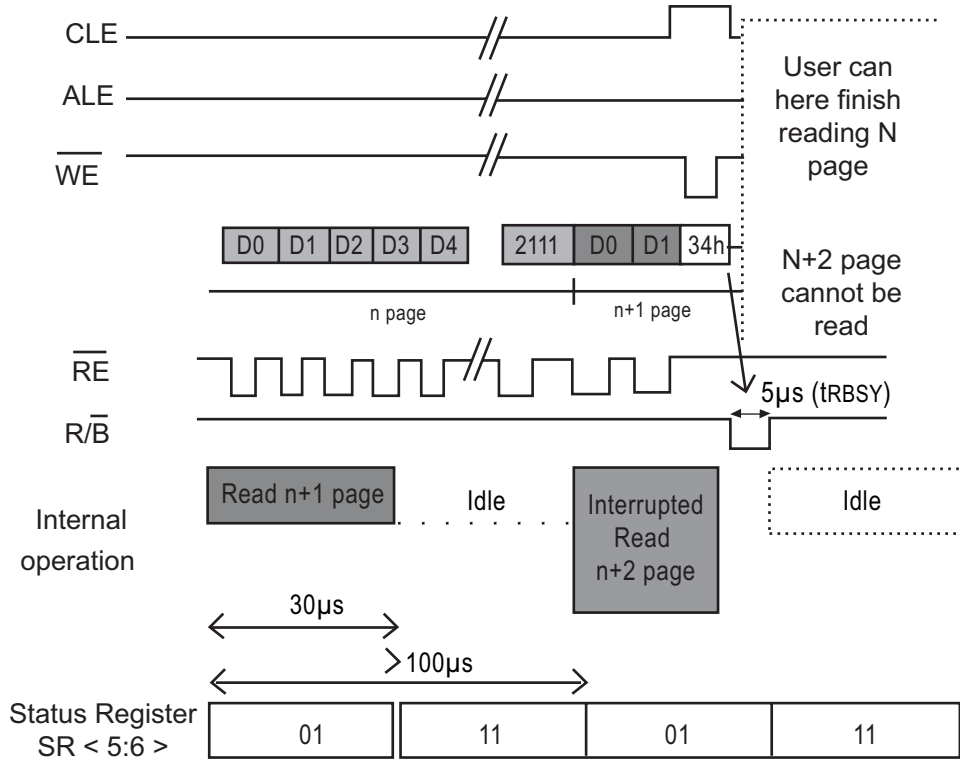 CLE
ALE
WE
User can
here finish
reading N
page
D0 D1 D2 D3 D4 2111 D0 D1 34h
n page
n+1 page
N+2 page
cannot be
read
RE
5µs (tRBSY)
R/B
Internal
operation
Read n+1 page
Idle
Interrupted
Read
n+2 page
Idle
30µs
>100µs
Status Register
SR < 5:6 >
01 11 01 11